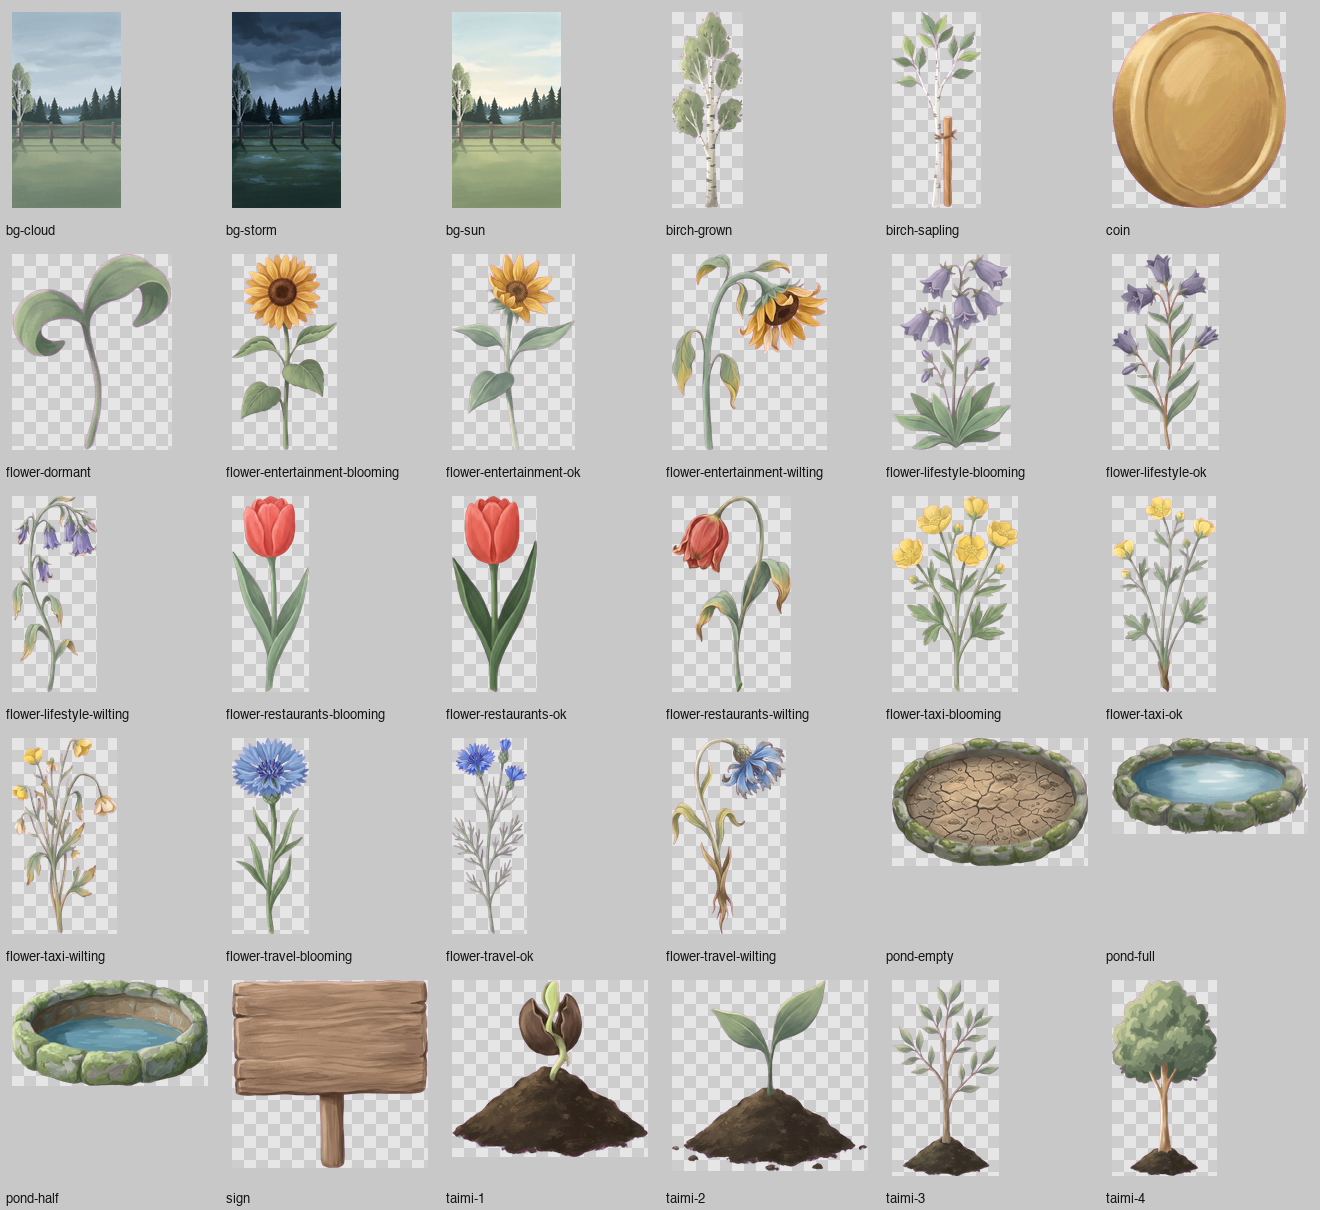 bg-cloud
bg-storm
bg-sun
birch-grown
birch-sapling
coin
flower-dormant
flower-entertainment-blooming
flower-entertainment-ok
flower-entertainment-wilting
flower-lifestyle-blooming
flower-lifestyle-ok
flower-lifestyle-wilting
flower-restaurants-blooming
flower-restaurants-ok
flower-restaurants-wilting
flower-taxi-blooming
flower-taxi-ok
flower-taxi-wilting
flower-travel-blooming
flower-travel-ok
flower-travel-wilting
pond-empty
pond-full
pond-half
sign
taimi-1
taimi-2
taimi-3
taimi-4